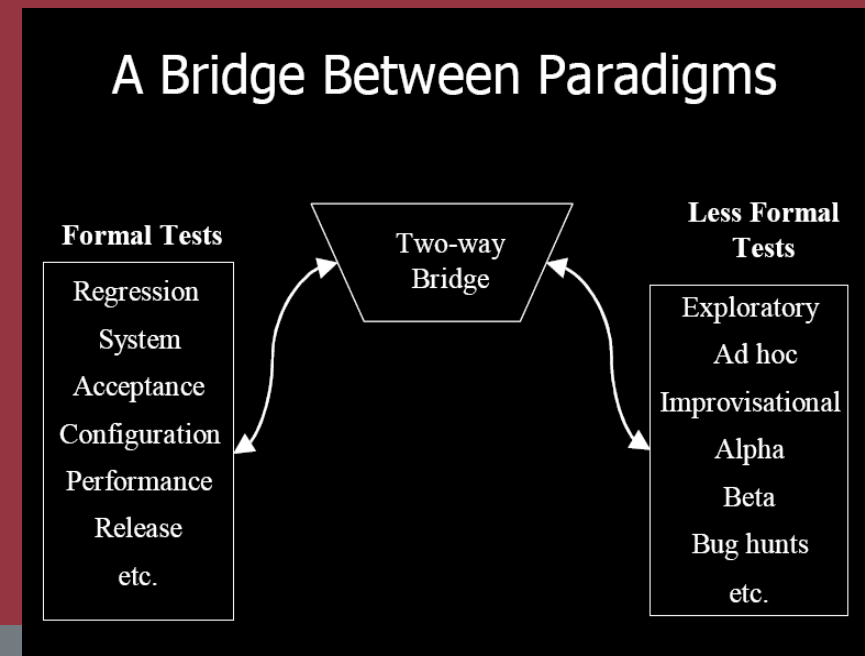 A Bridge Between Paradigms
Formal Tests
Regression
System
Acceptance
Configuration
Performance
Release
etc.
Two-way
Bridge
Less Formal
Tests
Exploratory
Ad hoc
Improvisational
Alpha
Beta
Bug hunts
etc.